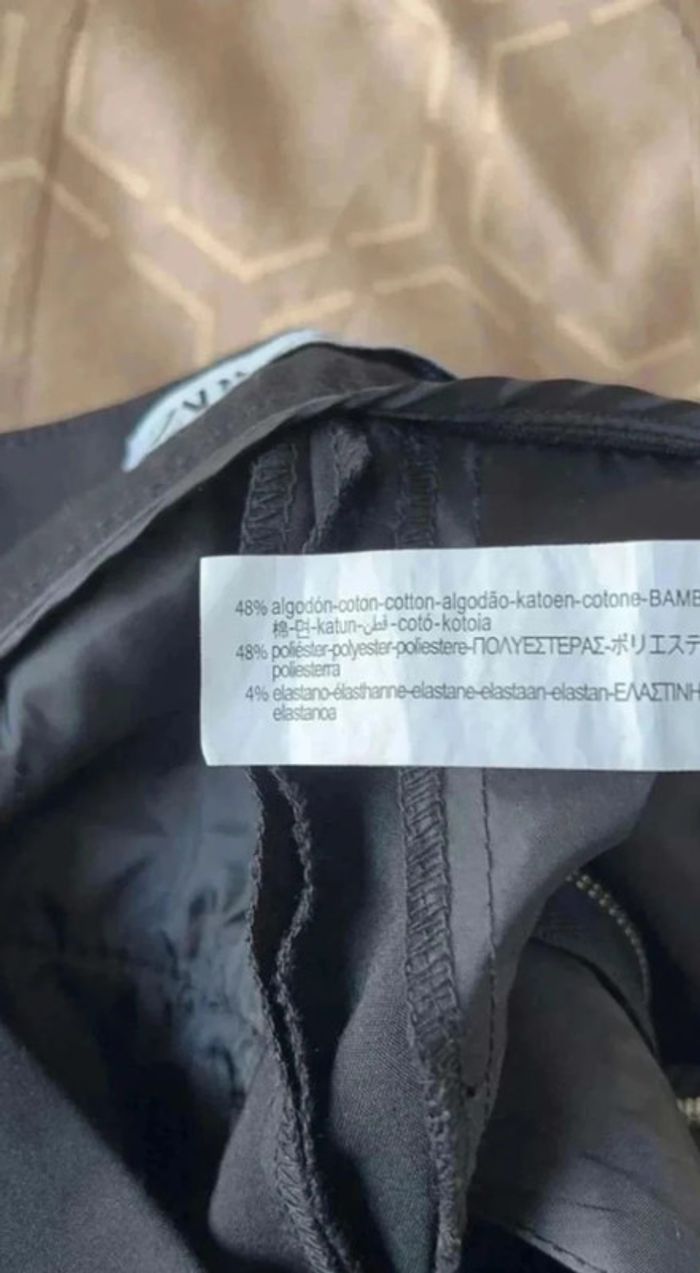 48% algodón-coton-cotton-algodão-katoen-cotone-BAMB
棉-면-katun-قطن-cotó-kotoia
48% poliéster-polyester-poliestere-ΠΟΛΥΕΣΤΕΡΑΣ-ポリエステ
poliesterra
4% elastano-élasthanne-elastane-elastaan-elastan-ΕΛΑΣΤΙΝΗ
elastanoa